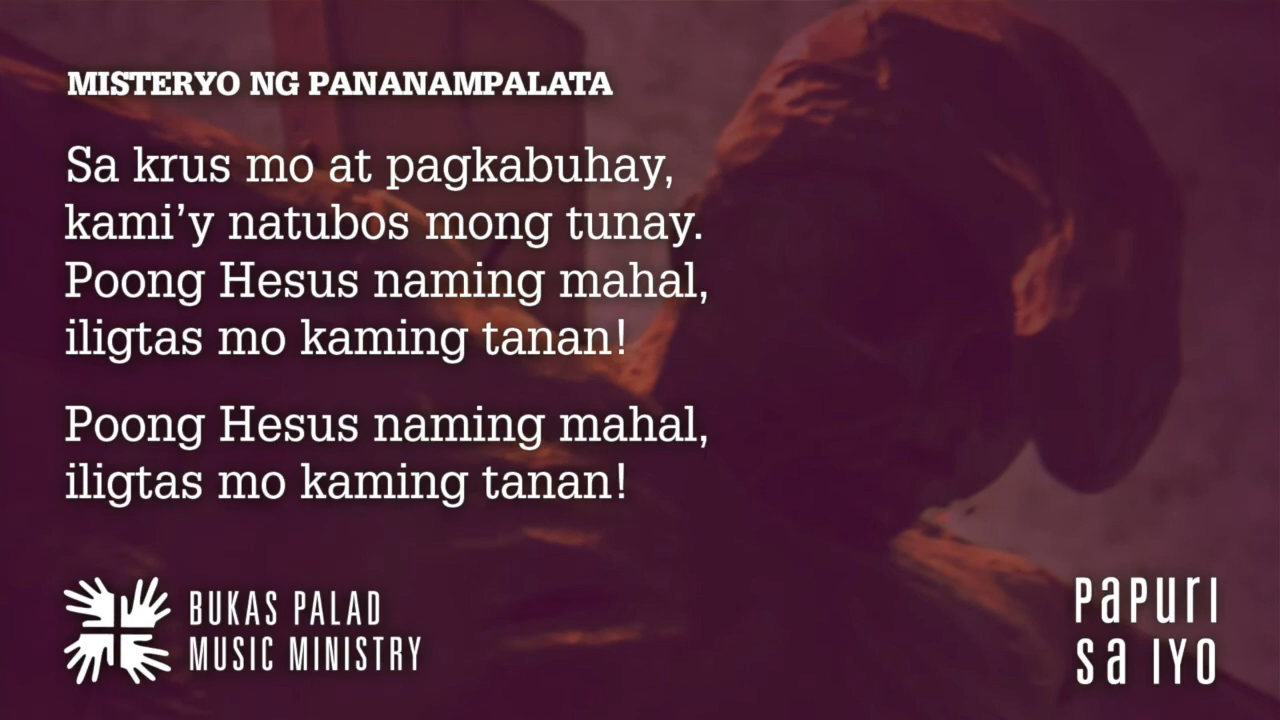 MISTERYO NG PANANAMPALATA
Sa krus mo at pagkabuhay,
kami’y natubos mong tunay.
Poong Hesus naming mahal,
iligtas mo kaming tanan!
Poong Hesus naming mahal,
iligtas mo kaming tanan!
BUKAS PALAD
MUSIC MINISTRY
papuri
sa iyo